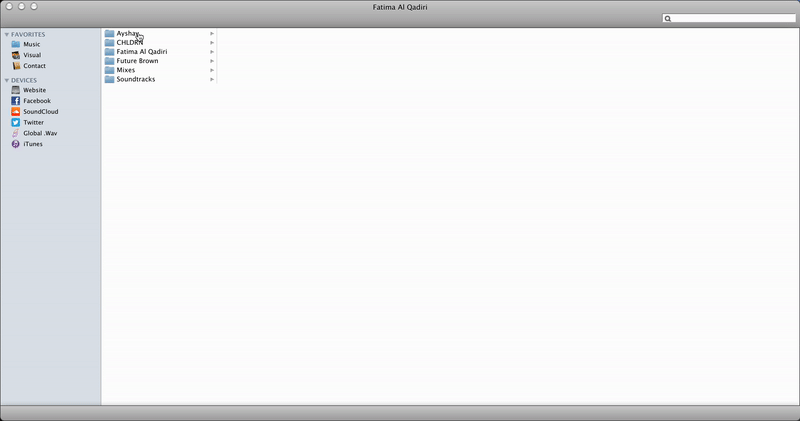 Fatima Al Qadiri
FAVORITES
Music
Visual
Contact
DEVICES
Website
Facebook
SoundCloud
Twitter
Global .Wav
iTunes
Ayshay
CHLDRN
Fatima Al Qadiri
Future Brown
Mixes
Soundtracks